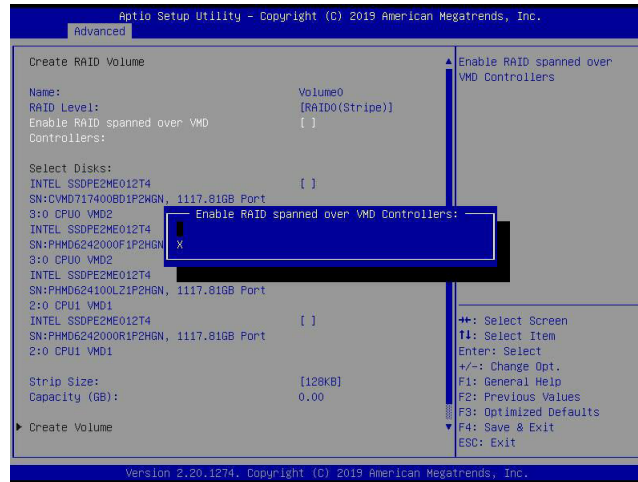 Aptio Setup Utility – Copyright (C) 2019 American Megatrends, Inc.
Advanced
Create RAID Volume
Name: Volume0
RAID Level: [RAID0(Stripe)]
Enable RAID spanned over VMD [ ]
Controllers:
Select Disks:
INTEL SSDPE2ME012T4 [ ]
SN:CVMD717400BD1P2WGN, 1117.81GB Port
3:0 CPU0 VMD2
INTEL SSDPE2ME012T4
SN:PHMD6242000F1P2HGN
3:0 CPU0 VMD2
INTEL SSDPE2ME012T4
SN:PHMD624100LZ1P2HGN, 1117.81GB Port
2:0 CPU1 VMD1
INTEL SSDPE2ME012T4 [ ]
SN:PHMD6242000R1P2HGN, 1117.81GB Port
2:0 CPU1 VMD1
Strip Size: [128KB]
Capacity (GB): 0.00
Create Volume
Enable RAID spanned over VMD Controllers:
X
Enable RAID spanned over
VMD Controllers
→←: Select Screen
↑↓: Select Item
Enter: Select
+/-: Change Opt.
F1: General Help
F2: Previous Values
F3: Optimized Defaults
F4: Save & Exit
ESC: Exit
Version 2.20.1274. Copyright (C) 2019 American Megatrends, Inc.